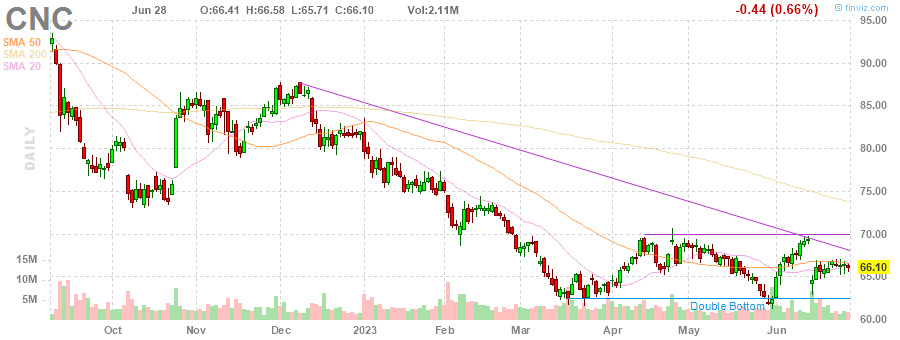 CNC
Jun 28 O:66.41 H:66.58 L:65.71 C:66.10 Vol:2.11M -0.44 (0.66%) finviz.com
SMA 50
SMA 200
SMA 20
DAILY
95.00
90.00
85.00
80.00
75.00
70.00
66.10
65.00
60.00
15M
10M
5M
Double Bottom
Oct Nov Dec 2023 Feb Mar Apr May Jun